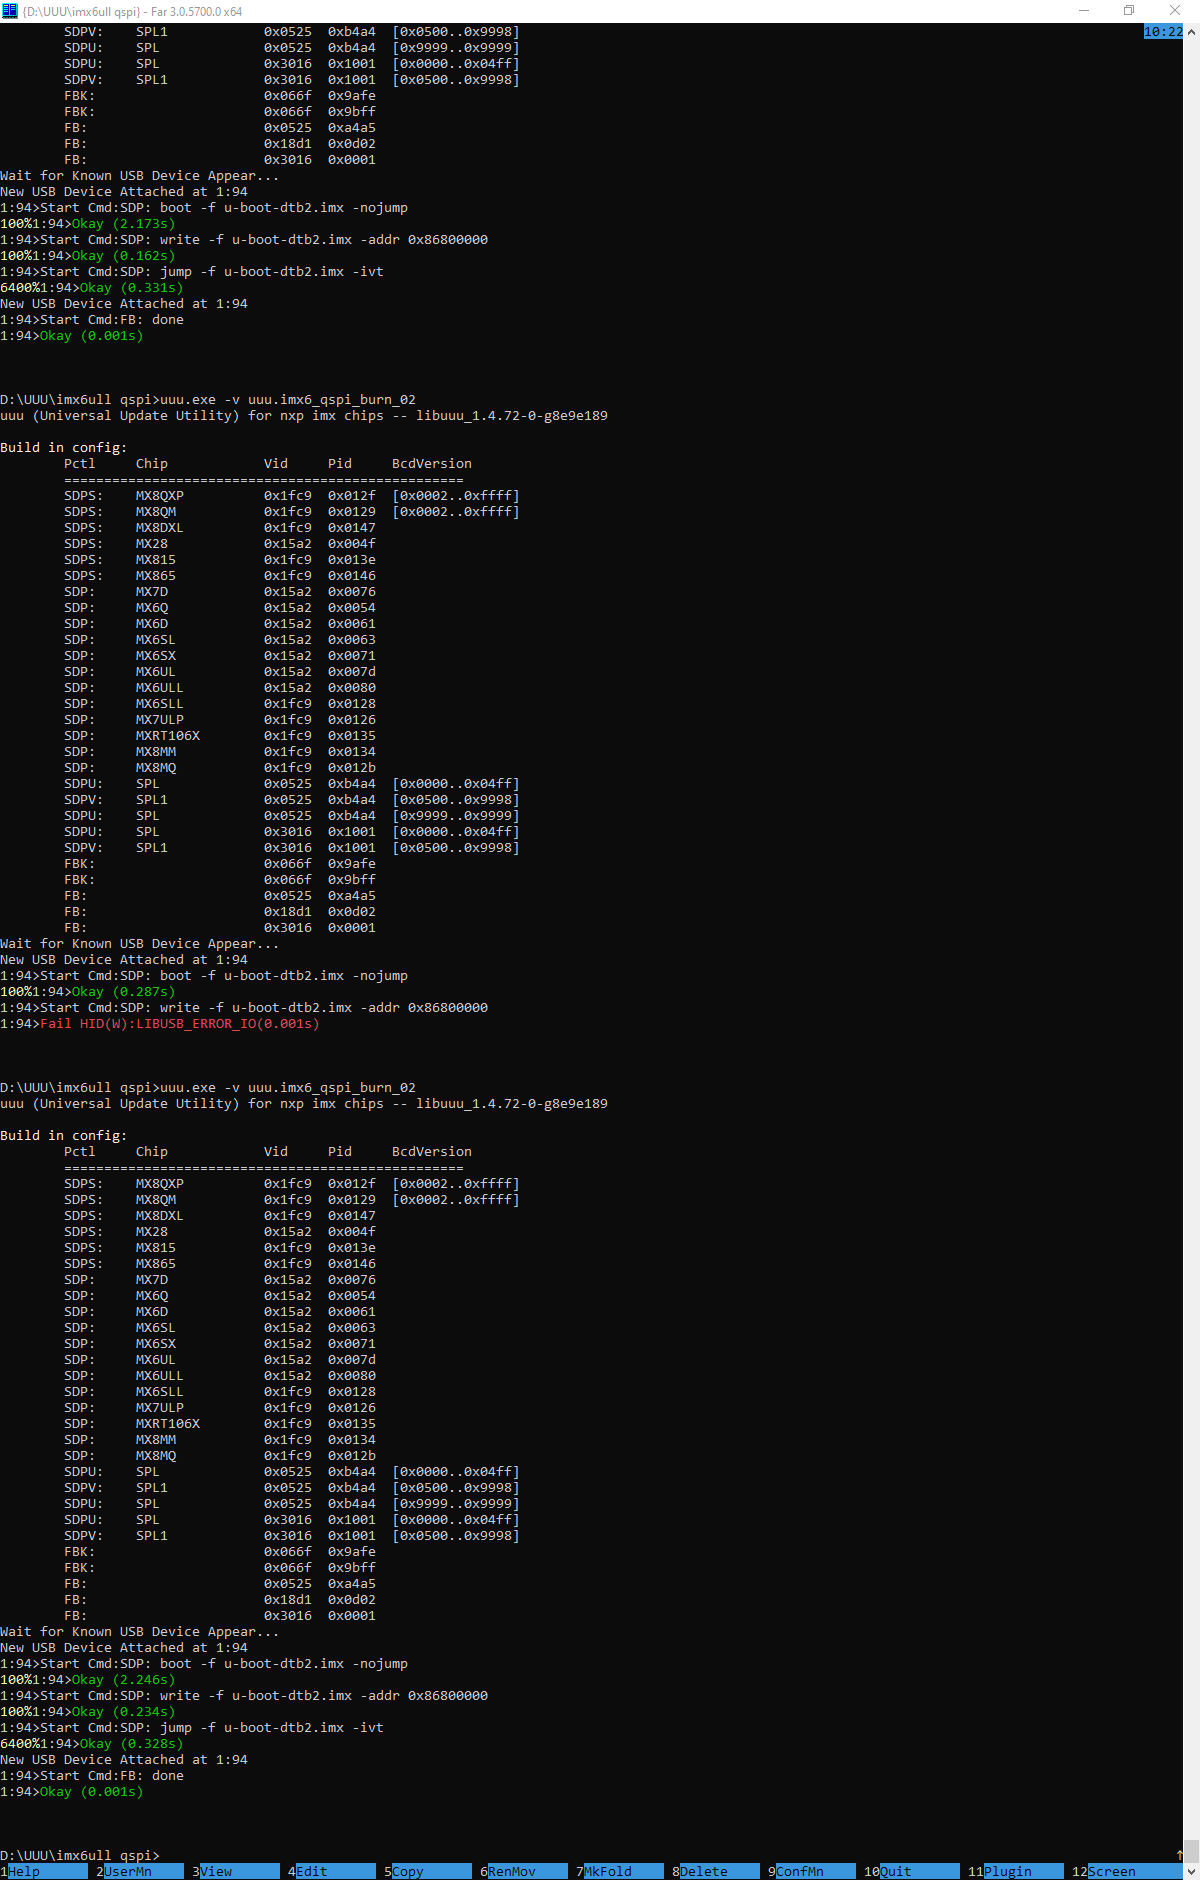 {D:\UUU\imx6ull qspi} - Far 3.0.5700.0 x64
10:22
SDPV: SPL1 0x0525 0xb4a4 [0x0500..0x9998]
SDPU: SPL 0x0525 0xb4a4 [0x9999..0x9999]
SDPU: SPL 0x3016 0x1001 [0x0000..0x04ff]
SDPV: SPL1 0x3016 0x1001 [0x0500..0x9998]
FBK: 0x066f 0x9afe
FBK: 0x066f 0x9bff
FB: 0x0525 0xa4a5
FB: 0x18d1 0x0d02
FB: 0x3016 0x0001
Wait for Known USB Device Appear...
New USB Device Attached at 1:94
1:94>Start Cmd:SDP: boot -f u-boot-dtb2.imx -nojump
100%1:94>Okay (2.173s)
1:94>Start Cmd:SDP: write -f u-boot-dtb2.imx -addr 0x86800000
100%1:94>Okay (0.162s)
1:94>Start Cmd:SDP: jump -f u-boot-dtb2.imx -ivt
6400%1:94>Okay (0.331s)
New USB Device Attached at 1:94
1:94>Start Cmd:FB: done
1:94>Okay (0.001s)
D:\UUU\imx6ull qspi>uuu.exe -v uuu.imx6_qspi_burn_02
uuu (Universal Update Utility) for nxp imx chips -- libuuu_1.4.72-0-g8e9e189
Build in config:
Pctl Chip Vid Pid BcdVersion
==================================================
SDPS: MX8QXP 0x1fc9 0x012f [0x0002..0xffff]
SDPS: MX8QM 0x1fc9 0x0129 [0x0002..0xffff]
SDPS: MX8DXL 0x1fc9 0x0147
SDPS: MX28 0x15a2 0x004f
SDPS: MX815 0x1fc9 0x013e
SDPS: MX865 0x1fc9 0x0146
SDP: MX7D 0x15a2 0x0076
SDP: MX6Q 0x15a2 0x0054
SDP: MX6D 0x15a2 0x0061
SDP: MX6SL 0x15a2 0x0063
SDP: MX6SX 0x15a2 0x0071
SDP: MX6UL 0x15a2 0x007d
SDP: MX6ULL 0x15a2 0x0080
SDP: MX6SLL 0x1fc9 0x0128
SDP: MX7ULP 0x1fc9 0x0126
SDP: MXRT106X 0x1fc9 0x0135
SDP: MX8MM 0x1fc9 0x0134
SDP: MX8MQ 0x1fc9 0x012b
SDPU: SPL 0x0525 0xb4a4 [0x0000..0x04ff]
SDPV: SPL1 0x0525 0xb4a4 [0x0500..0x9998]
SDPU: SPL 0x0525 0xb4a4 [0x9999..0x9999]
SDPU: SPL 0x3016 0x1001 [0x0000..0x04ff]
SDPV: SPL1 0x3016 0x1001 [0x0500..0x9998]
FBK: 0x066f 0x9afe
FBK: 0x066f 0x9bff
FB: 0x0525 0xa4a5
FB: 0x18d1 0x0d02
FB: 0x3016 0x0001
Wait for Known USB Device Appear...
New USB Device Attached at 1:94
1:94>Start Cmd:SDP: boot -f u-boot-dtb2.imx -nojump
100%1:94>Okay (0.287s)
1:94>Start Cmd:SDP: write -f u-boot-dtb2.imx -addr 0x86800000
1:94>Fail HID(W):LIBUSB_ERROR_IO(0.001s)
D:\UUU\imx6ull qspi>uuu.exe -v uuu.imx6_qspi_burn_02
uuu (Universal Update Utility) for nxp imx chips -- libuuu_1.4.72-0-g8e9e189
Build in config:
Pctl Chip Vid Pid BcdVersion
==================================================
SDPS: MX8QXP 0x1fc9 0x012f [0x0002..0xffff]
SDPS: MX8QM 0x1fc9 0x0129 [0x0002..0xffff]
SDPS: MX8DXL 0x1fc9 0x0147
SDPS: MX28 0x15a2 0x004f
SDPS: MX815 0x1fc9 0x013e
SDPS: MX865 0x1fc9 0x0146
SDP: MX7D 0x15a2 0x0076
SDP: MX6Q 0x15a2 0x0054
SDP: MX6D 0x15a2 0x0061
SDP: MX6SL 0x15a2 0x0063
SDP: MX6SX 0x15a2 0x0071
SDP: MX6UL 0x15a2 0x007d
SDP: MX6ULL 0x15a2 0x0080
SDP: MX6SLL 0x1fc9 0x0128
SDP: MX7ULP 0x1fc9 0x0126
SDP: MXRT106X 0x1fc9 0x0135
SDP: MX8MM 0x1fc9 0x0134
SDP: MX8MQ 0x1fc9 0x012b
SDPU: SPL 0x0525 0xb4a4 [0x0000..0x04ff]
SDPV: SPL1 0x0525 0xb4a4 [0x0500..0x9998]
SDPU: SPL 0x0525 0xb4a4 [0x9999..0x9999]
SDPU: SPL 0x3016 0x1001 [0x0000..0x04ff]
SDPV: SPL1 0x3016 0x1001 [0x0500..0x9998]
FBK: 0x066f 0x9afe
FBK: 0x066f 0x9bff
FB: 0x0525 0xa4a5
FB: 0x18d1 0x0d02
FB: 0x3016 0x0001
Wait for Known USB Device Appear...
New USB Device Attached at 1:94
1:94>Start Cmd:SDP: boot -f u-boot-dtb2.imx -nojump
100%1:94>Okay (2.246s)
1:94>Start Cmd:SDP: write -f u-boot-dtb2.imx -addr 0x86800000
100%1:94>Okay (0.234s)
1:94>Start Cmd:SDP: jump -f u-boot-dtb2.imx -ivt
6400%1:94>Okay (0.328s)
New USB Device Attached at 1:94
1:94>Start Cmd:FB: done
1:94>Okay (0.001s)
D:\UUU\imx6ull qspi>
1Help 2UserMn 3View 4Edit 5Copy 6RenMov 7MkFold 8Delete 9ConfMn 10Quit 11Plugin 12Screen